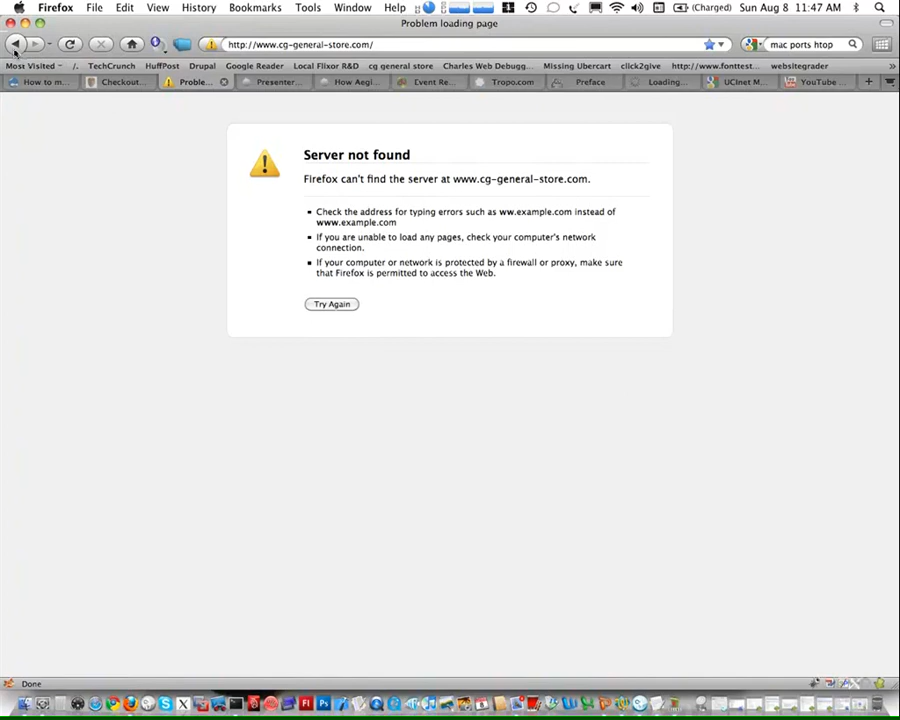 Firefox File Edit View History Bookmarks Tools Window Help (Charged) Sun Aug 8 11:47 AM
Problem loading page
http://www.cg-general-store.com/ mac ports htop
Most Visited /. TechCrunch HuffPost Drupal Google Reader Local Flixor R&D cg general store Charles Web Debugg... Missing Ubercart click2give http://www.fonttest... websitegrader »
How to m... Checkout... Proble... Presenter... How Aegi... Event Re... Tropo.com Preface Loading... UCInet M... YouTube ...
Server not found
Firefox can't find the server at www.cg-general-store.com.
Check the address for typing errors such as ww.example.com instead of
www.example.com
If you are unable to load any pages, check your computer's network
connection.
If your computer or network is protected by a firewall or proxy, make sure
that Firefox is permitted to access the Web.
Try Again
Done